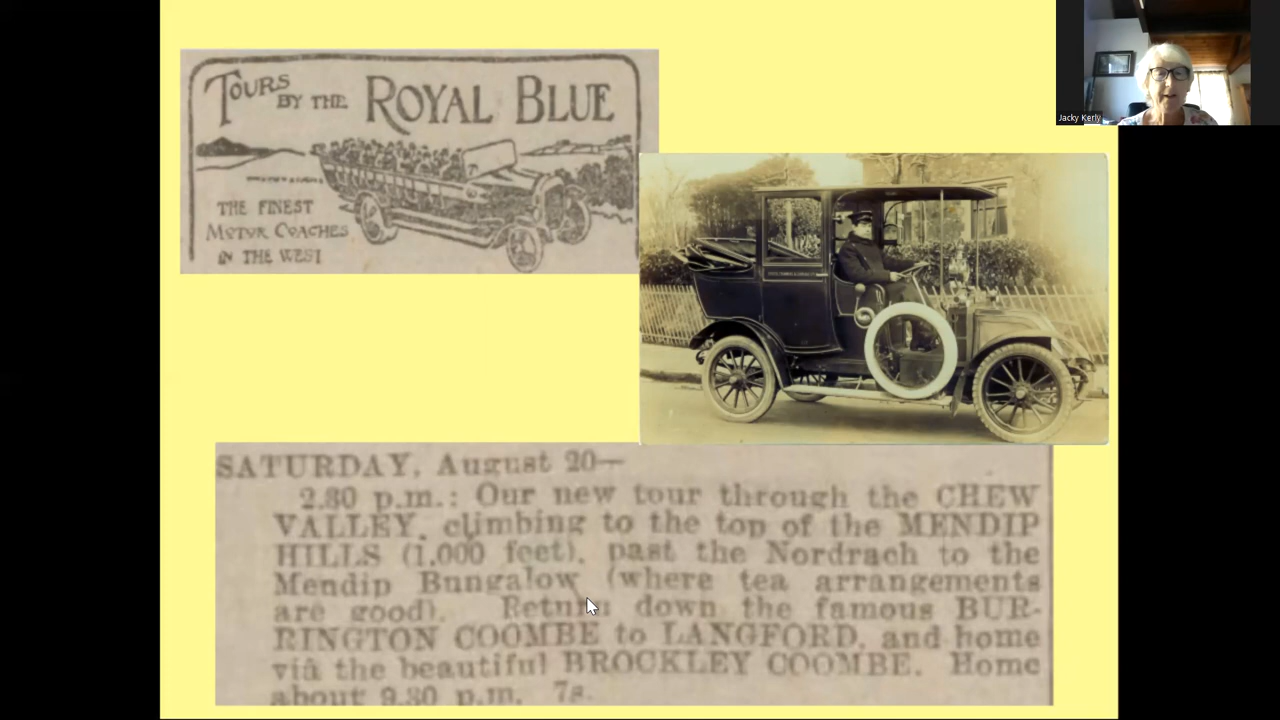 TOURS
BY THE ROYAL BLUE
THE FINEST
MOTOR COACHES
IN THE WEST
Jacky Kerly
SATURDAY, August 20—
2.30 p.m.: Our new tour through the CHEW
VALLEY, climbing to the top of the MENDIP
HILLS (1,000 feet), past the Nordrach to the
Mendip Bungalow (where tea arrangements
are good). Return down the famous BUR-
RINGTON COOMBE to LANGFORD, and home
viâ the beautiful BROCKLEY COOMBE. Home
about 9.30 p.m. 7s.